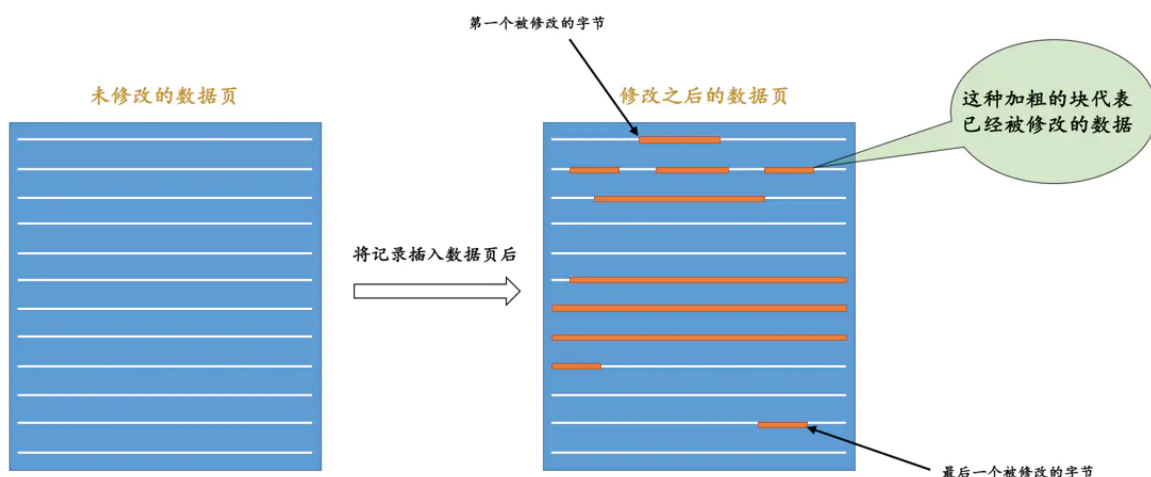 第一个被修改的字节
未修改的数据页
修改之后的数据页
这种加粗的块代表
已经被修改的数据
将记录插入数据页后
最后一个被修改的字节